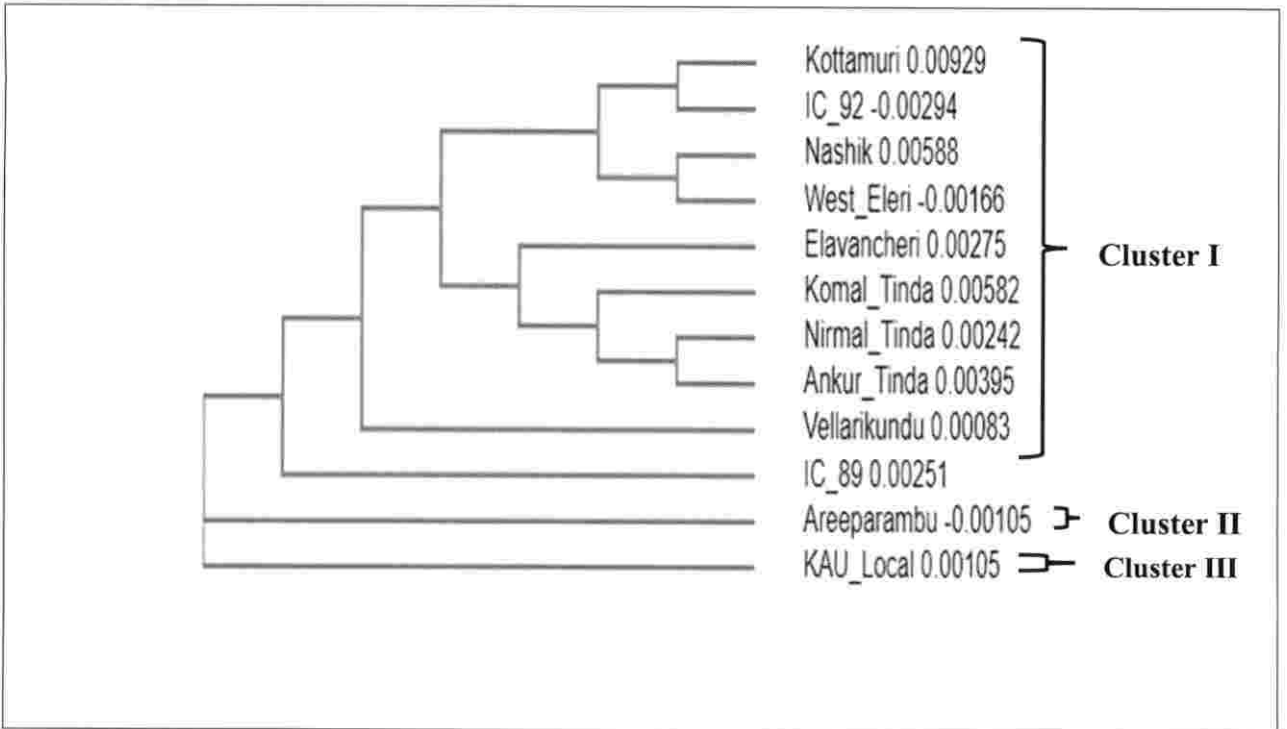 Kottamuri 0.00929
IC_92 -0.00294
Nashik 0.00588
West_Eleri -0.00166
Elavancheri 0.00275
Cluster I
Komal_Tinda 0.00582
Nirmal_Tinda 0.00242
Ankur_Tinda 0.00395
Vellarikundu 0.00083
IC_89 0.00251
Areeparambu -0.00105
Cluster II
KAU_Local 0.00105
Cluster III